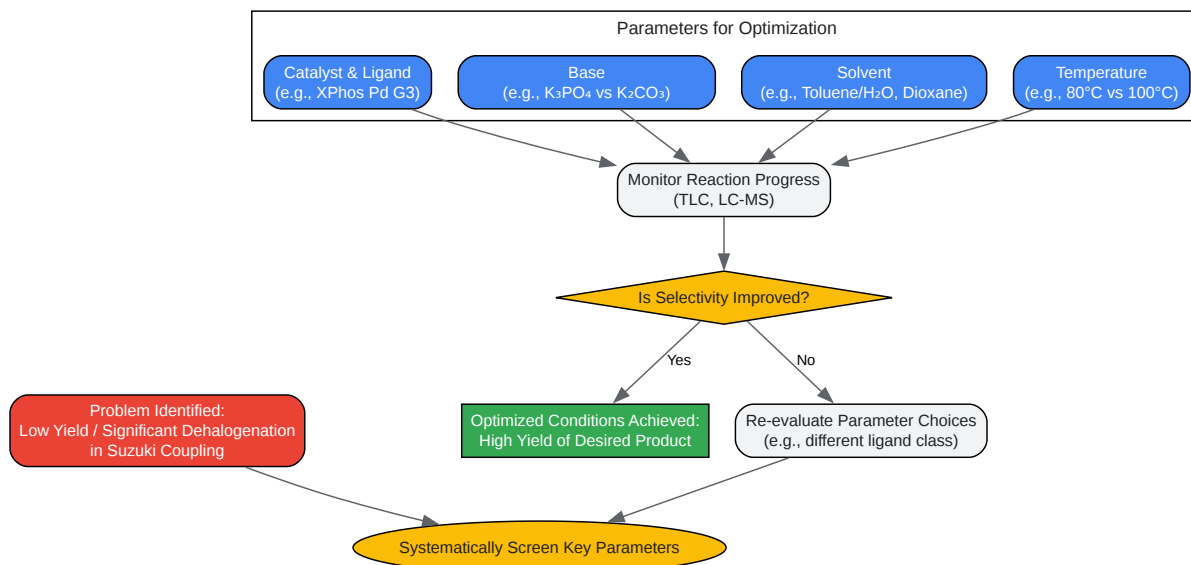 Parameters for Optimization
Catalyst & Ligand
(e.g., XPhos Pd G3)
Base
(e.g., K₃PO₄ vs K₂CO₃)
Solvent
(e.g., Toluene/H₂O, Dioxane)
Temperature
(e.g., 80°C vs 100°C)
Monitor Reaction Progress
(TLC, LC-MS)
Is Selectivity Improved?
Yes
No
Problem Identified:
Low Yield / Significant Dehalogenation
in Suzuki Coupling
Optimized Conditions Achieved:
High Yield of Desired Product
Re-evaluate Parameter Choices
(e.g., different ligand class)
Systematically Screen Key Parameters